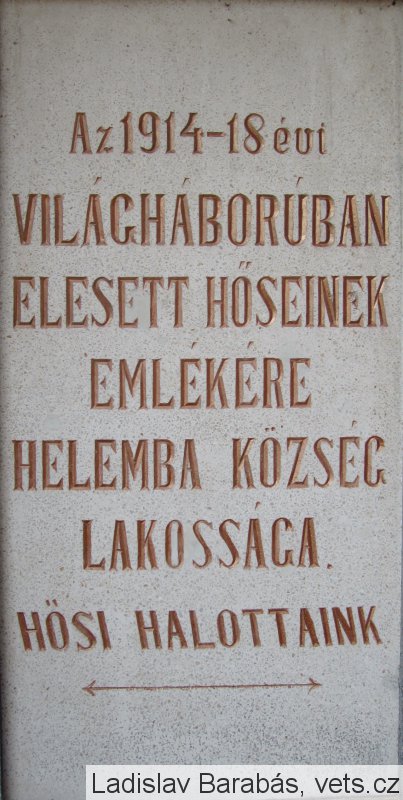 Az 1914-18 évi
VILÁGHÁBORÚBAN
ELESETT HŐSEINEK
EMLÉKÉRE
HELEMBA KÖZSÉG
LAKOSSÁGA.
HŐSI HALOTTAINK
Ladislav Barabás, vets.cz